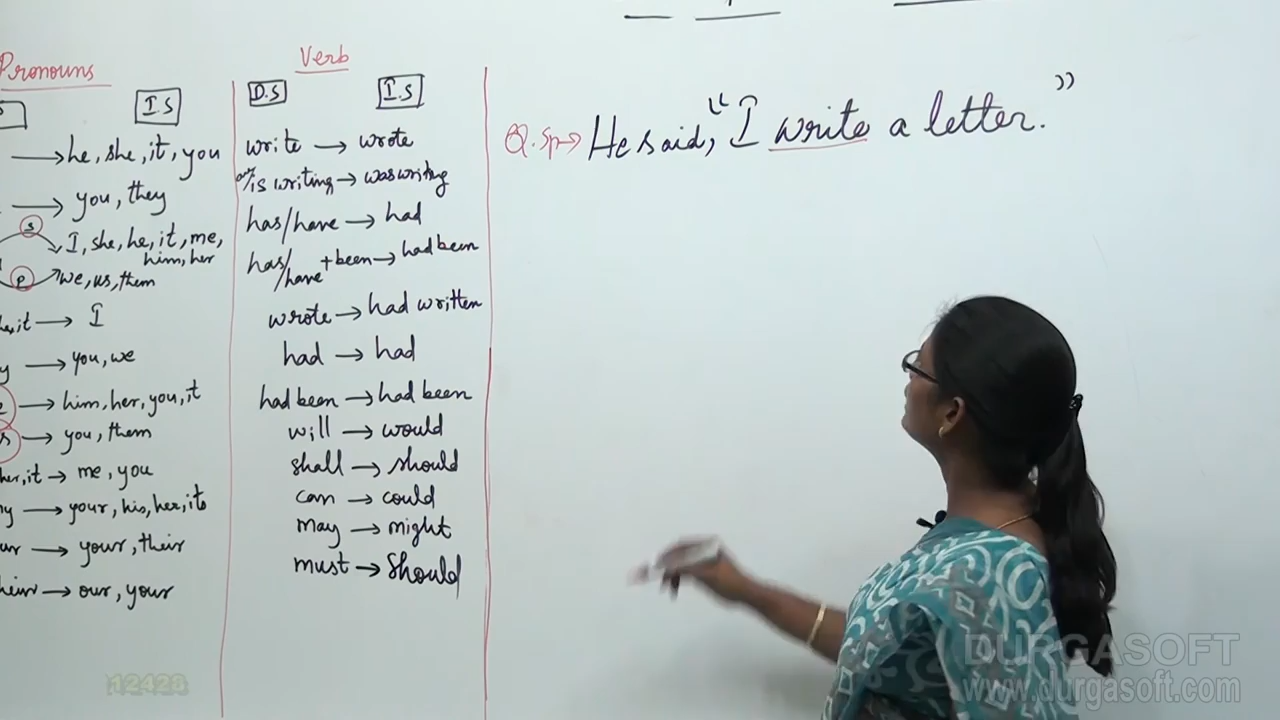 Pronouns
I.S
he, she, it, you
you, they
S
I, she, he, it, me,
him, her
P
we, us, them
it → I
→ you, we
→ him, her, you, it
→ you, them
her, it → me, you
→ your, his, her, its
→ your, their
→ our, your
Verb
D.S I.S
write → wrote
is writing → was writing
has/have → had
has/have + been → had been
wrote → had written
had → had
had been → had been
will → would
shall → should
can → could
may → might
must → should
Q.Sp → He said, "I write a letter."
12428
DURGASOFT
www.durgasoft.com